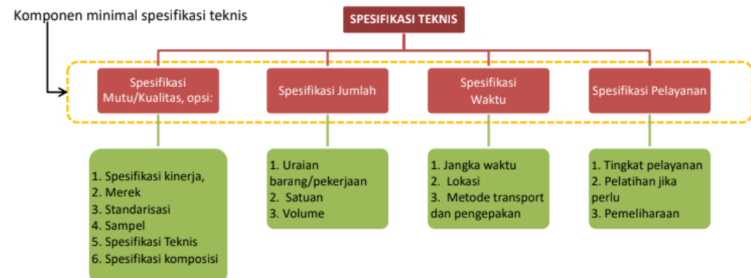 Komponen minimal spesifikasi teknis
SPESIFIKASI TEKNIS
Spesifikasi
Mutu/Kualitas, opsi:
Spesifikasi Jumlah
Spesifikasi
Waktu
Spesifikasi Pelayanan
1. Spesifikasi kinerja,
2. Merek
3. Standarisasi
4. Sampel
5. Spesifikasi Teknis
6. Spesifikasi komposisi
1. Uraian
barang/pekerjaan
2. Satuan
3. Volume
1. Jangka waktu
2. Lokasi
3. Metode transport
dan pengepakan
1. Tingkat pelayanan
2. Pelatihan jika
perlu
3. Pemeliharaan